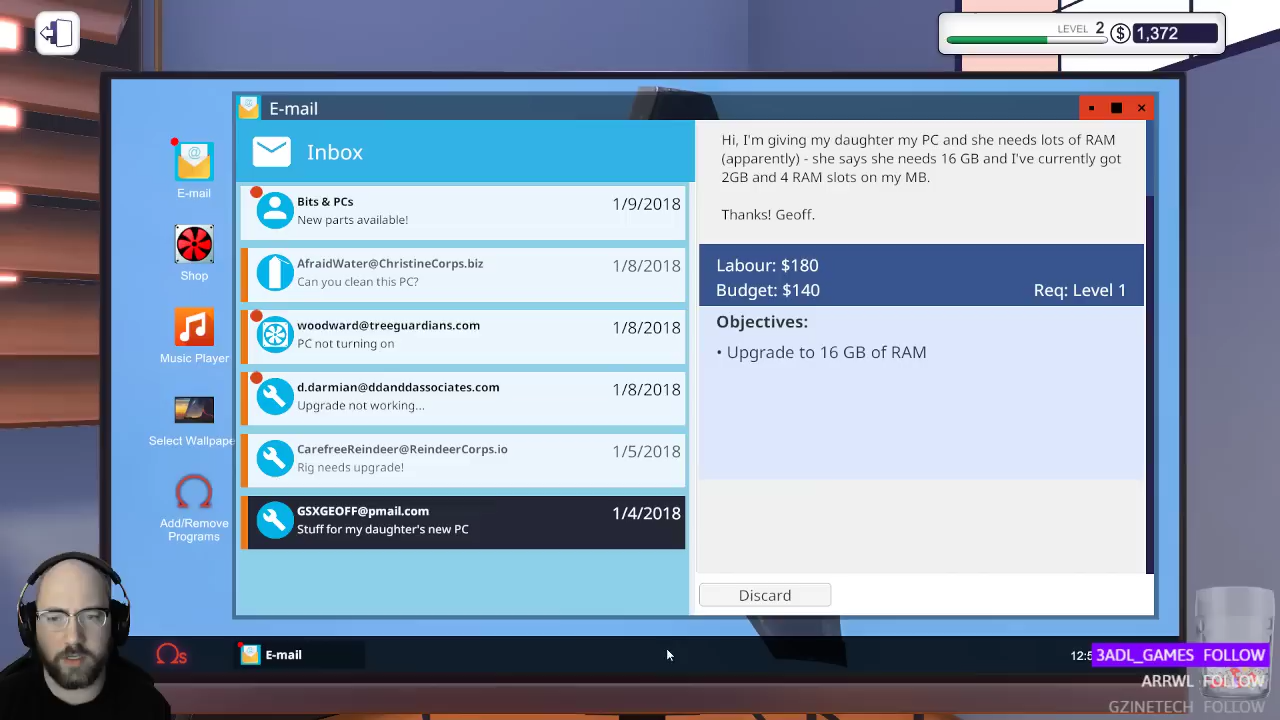 LEVEL 2
$ 1,372
E-mail
Inbox
Hi, I'm giving my daughter my PC and she needs lots of RAM
(apparently) - she says she needs 16 GB and I've currently got
2GB and 4 RAM slots on my MB.
Thanks! Geoff.
Labour: $180
Budget: $140
Req: Level 1
Objectives:
• Upgrade to 16 GB of RAM
Discard
Bits & PCs
1/9/2018
New parts available!
AfraidWater@ChristineCorps.biz
1/8/2018
Can you clean this PC?
woodward@treeguardians.com
1/8/2018
PC not turning on
d.darmian@ddanddassociates.com
1/8/2018
Upgrade not working...
CarefreeReindeer@ReindeerCorps.io
1/5/2018
Rig needs upgrade!
GSXGEOFF@pmail.com
1/4/2018
Stuff for my daughter's new PC
E-mail
Shop
Music Player
Select Wallpape
Add/Remove
Programs
Ωs
E-mail
12:5
3ADL_GAMES FOLLOW
ARRWL FOLLOW
GZINETECH FOLLOW